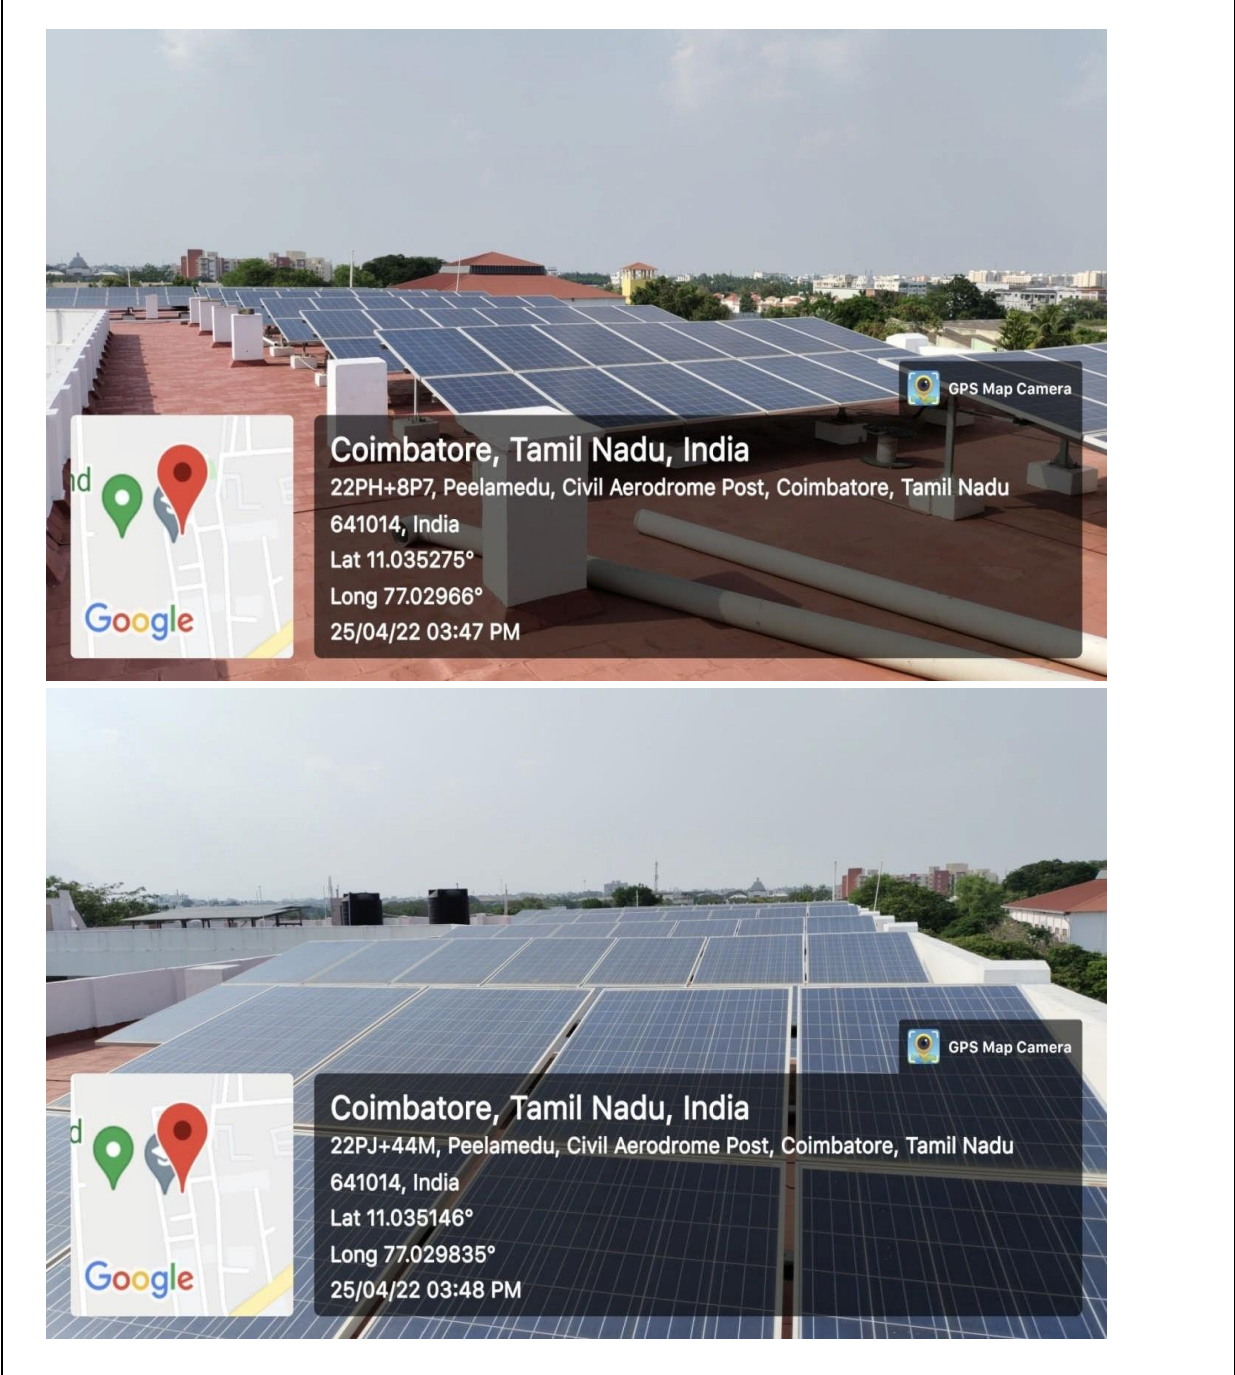 GPS Map Camera
Coimbatore, Tamil Nadu, India
22PH+8P7, Peelamedu, Civil Aerodrome Post, Coimbatore, Tamil Nadu
641014, India
Lat 11.035275°
Long 77.02966°
25/04/22 03:47 PM
Google
GPS Map Camera
Coimbatore, Tamil Nadu, India
22PJ+44M, Peelamedu, Civil Aerodrome Post, Coimbatore, Tamil Nadu
641014, India
Lat 11.035146°
Long 77.029835°
25/04/22 03:48 PM
Google